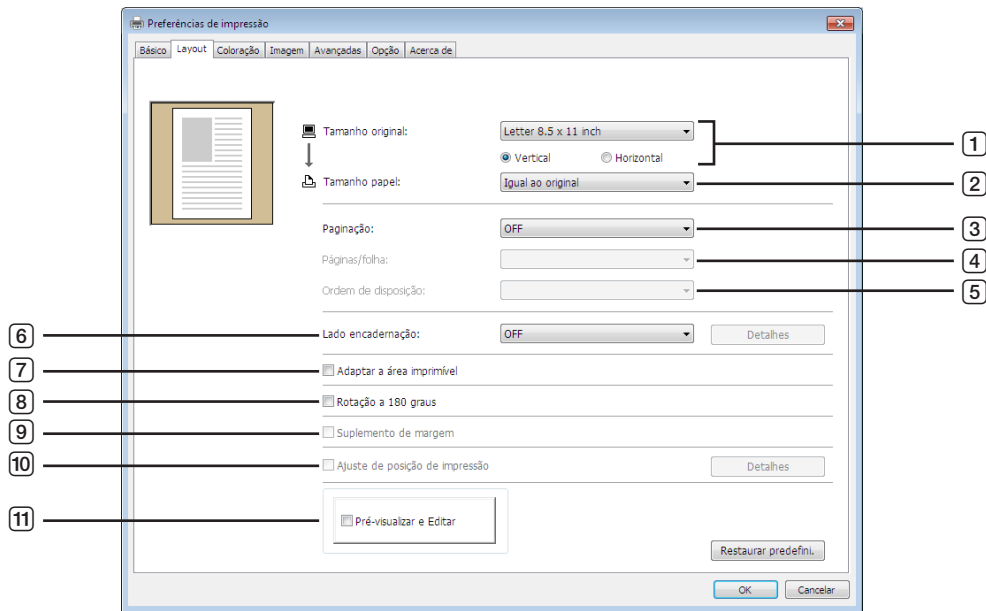 Preferências de impressão
Básico Layout Coloração Imagem Avançadas Opção Acerca de
Tamanho original: Letter 8.5 x 11 inch
1
Vertical Horizontal
Tamanho papel: Igual ao original 2
Paginação: OFF 3
Páginas/folha: 4
Ordem de disposição: 5
6 Lado encadernação: OFF Detalhes
7 Adaptar a área imprimível
8 Rotação a 180 graus
9 Suplemento de margem
10 Ajuste de posição de impressão Detalhes
11 Pré-visualizar e Editar
Restaurar predefini.
OK Cancelar